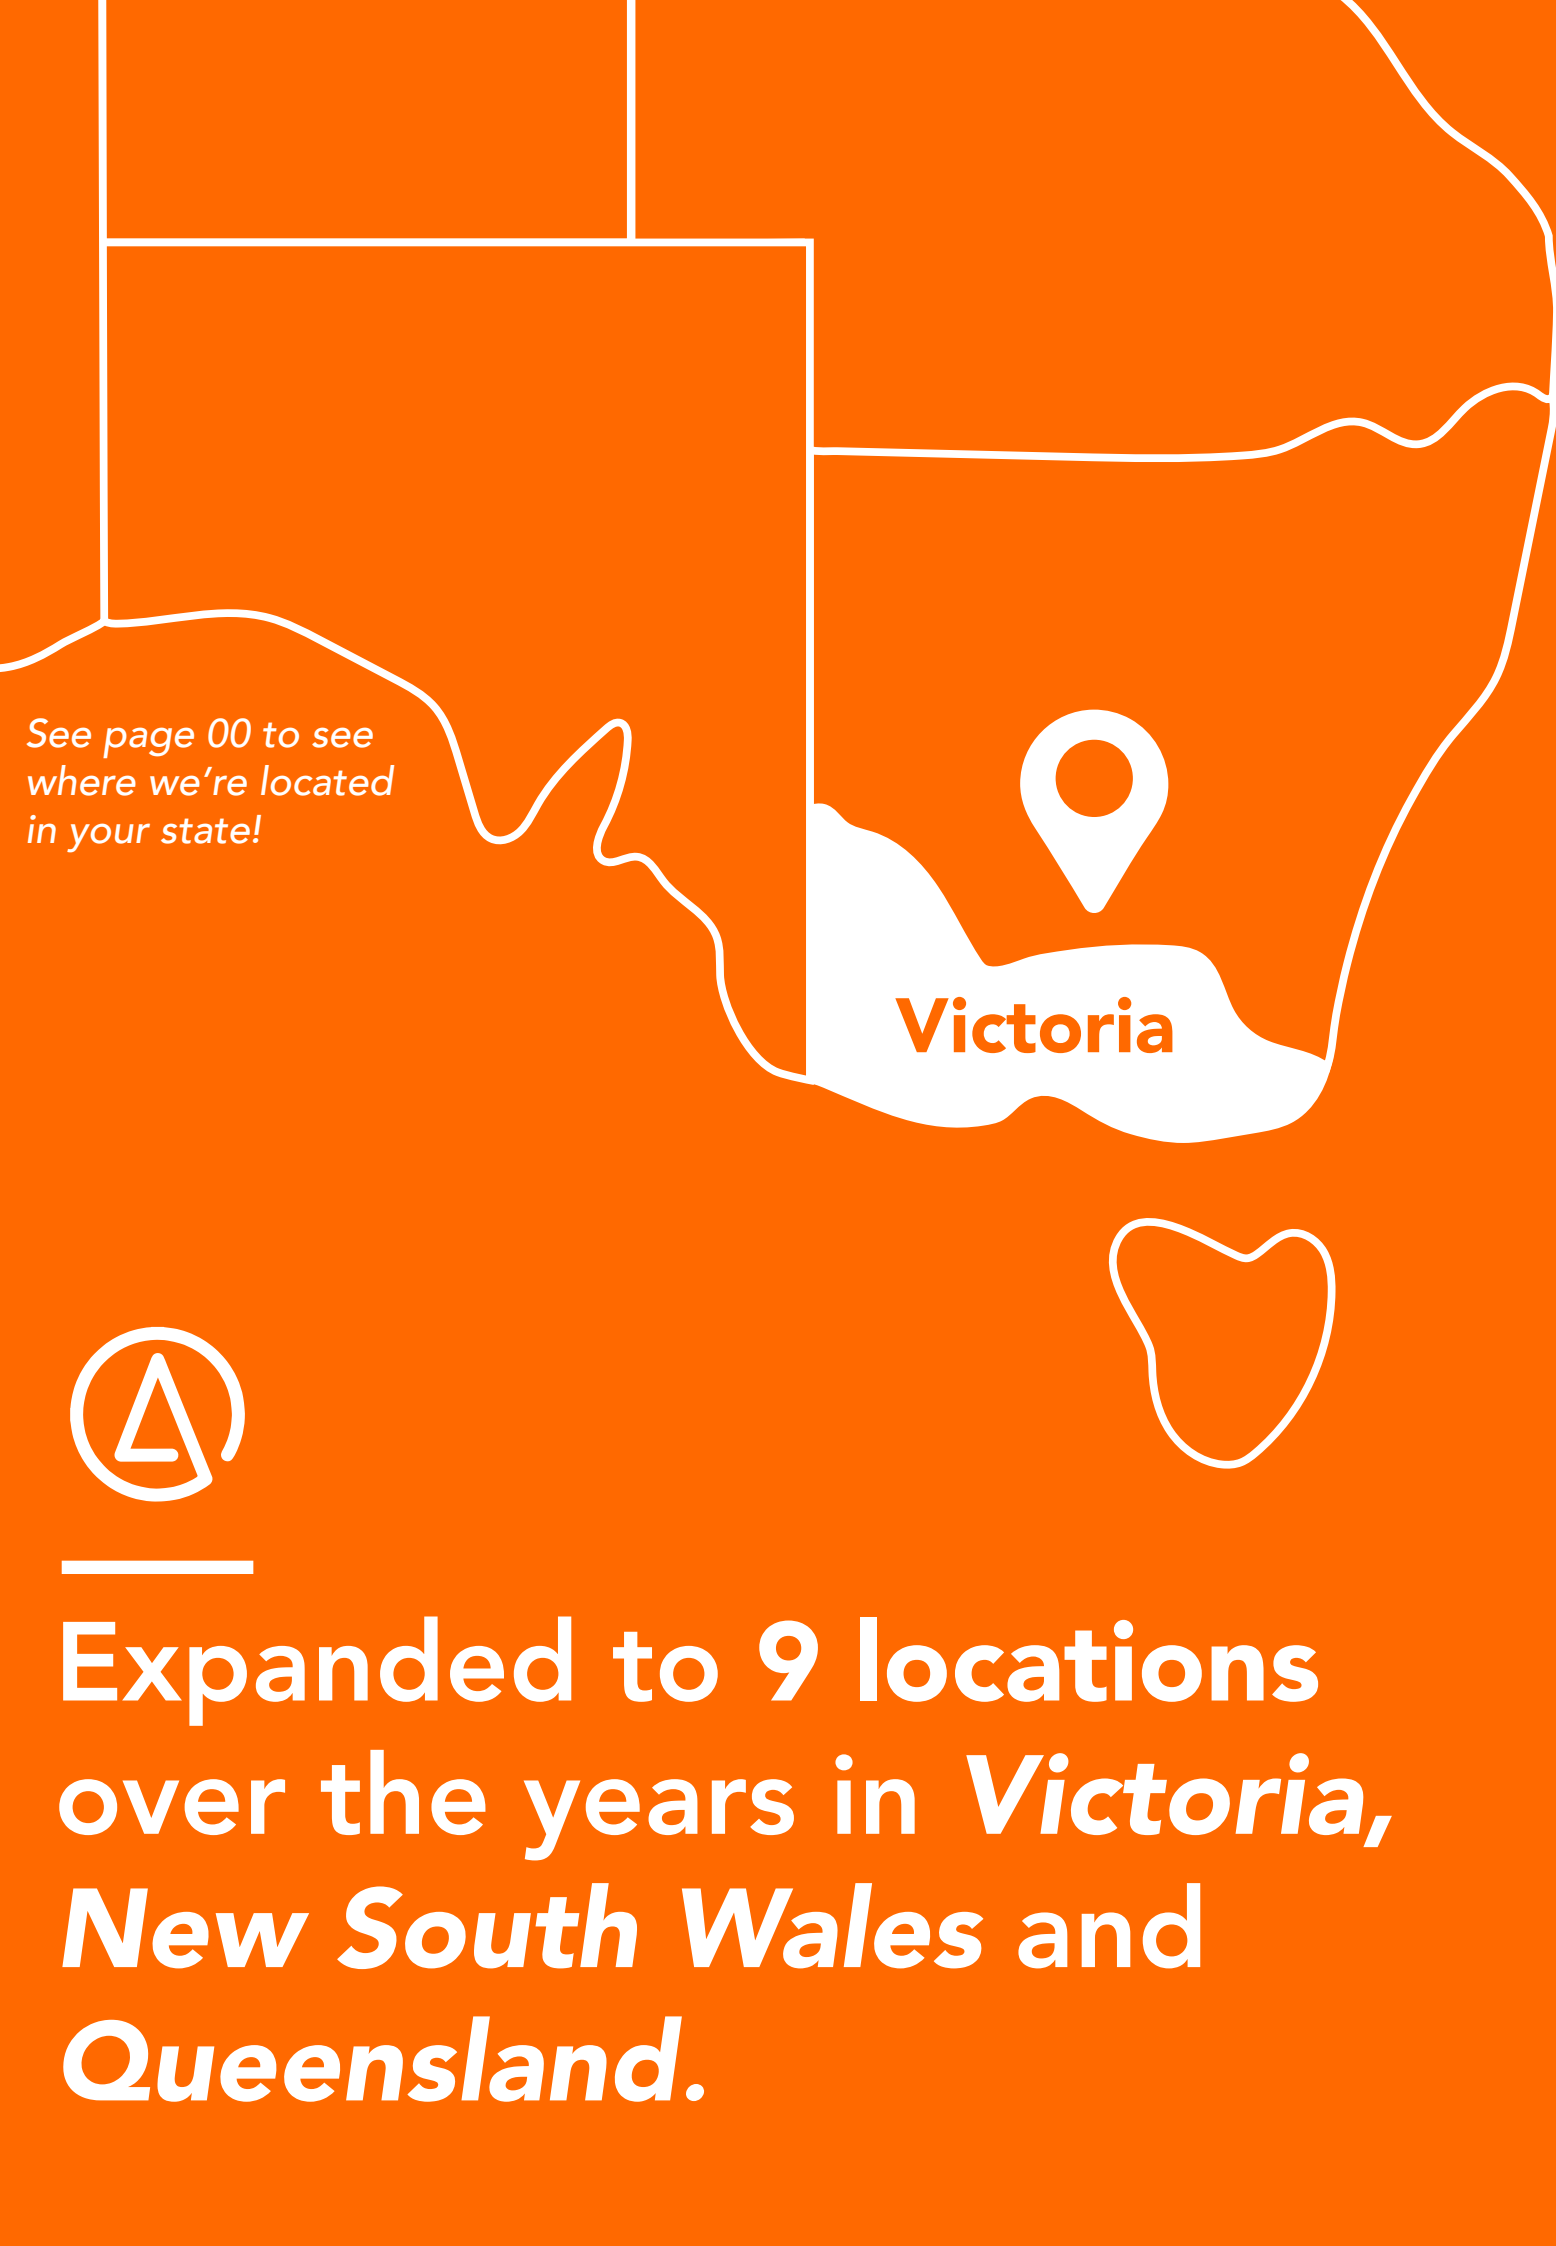 See page 00 to see
where we’re located
in your state!
Victoria
Expanded to 9 locations
over the years in Victoria,
New South Wales and
Queensland.